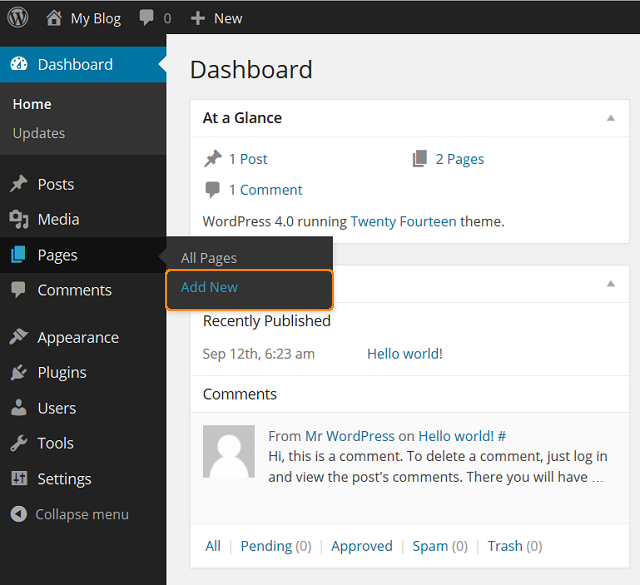 My Blog 0 New
Dashboard
Home
Updates
Posts
Media
Pages
Comments
Appearance
Plugins
Users
Tools
Settings
Collapse menu
All Pages
Add New
Dashboard
At a Glance
1 Post 2 Pages
1 Comment
WordPress 4.0 running Twenty Fourteen theme.
Recently Published
Sep 12th, 6:23 am Hello world!
Comments
From Mr WordPress on Hello world! #
Hi, this is a comment. To delete a comment, just log in
and view the post's comments. There you will have …
All | Pending (0) | Approved | Spam (0) | Trash (0)